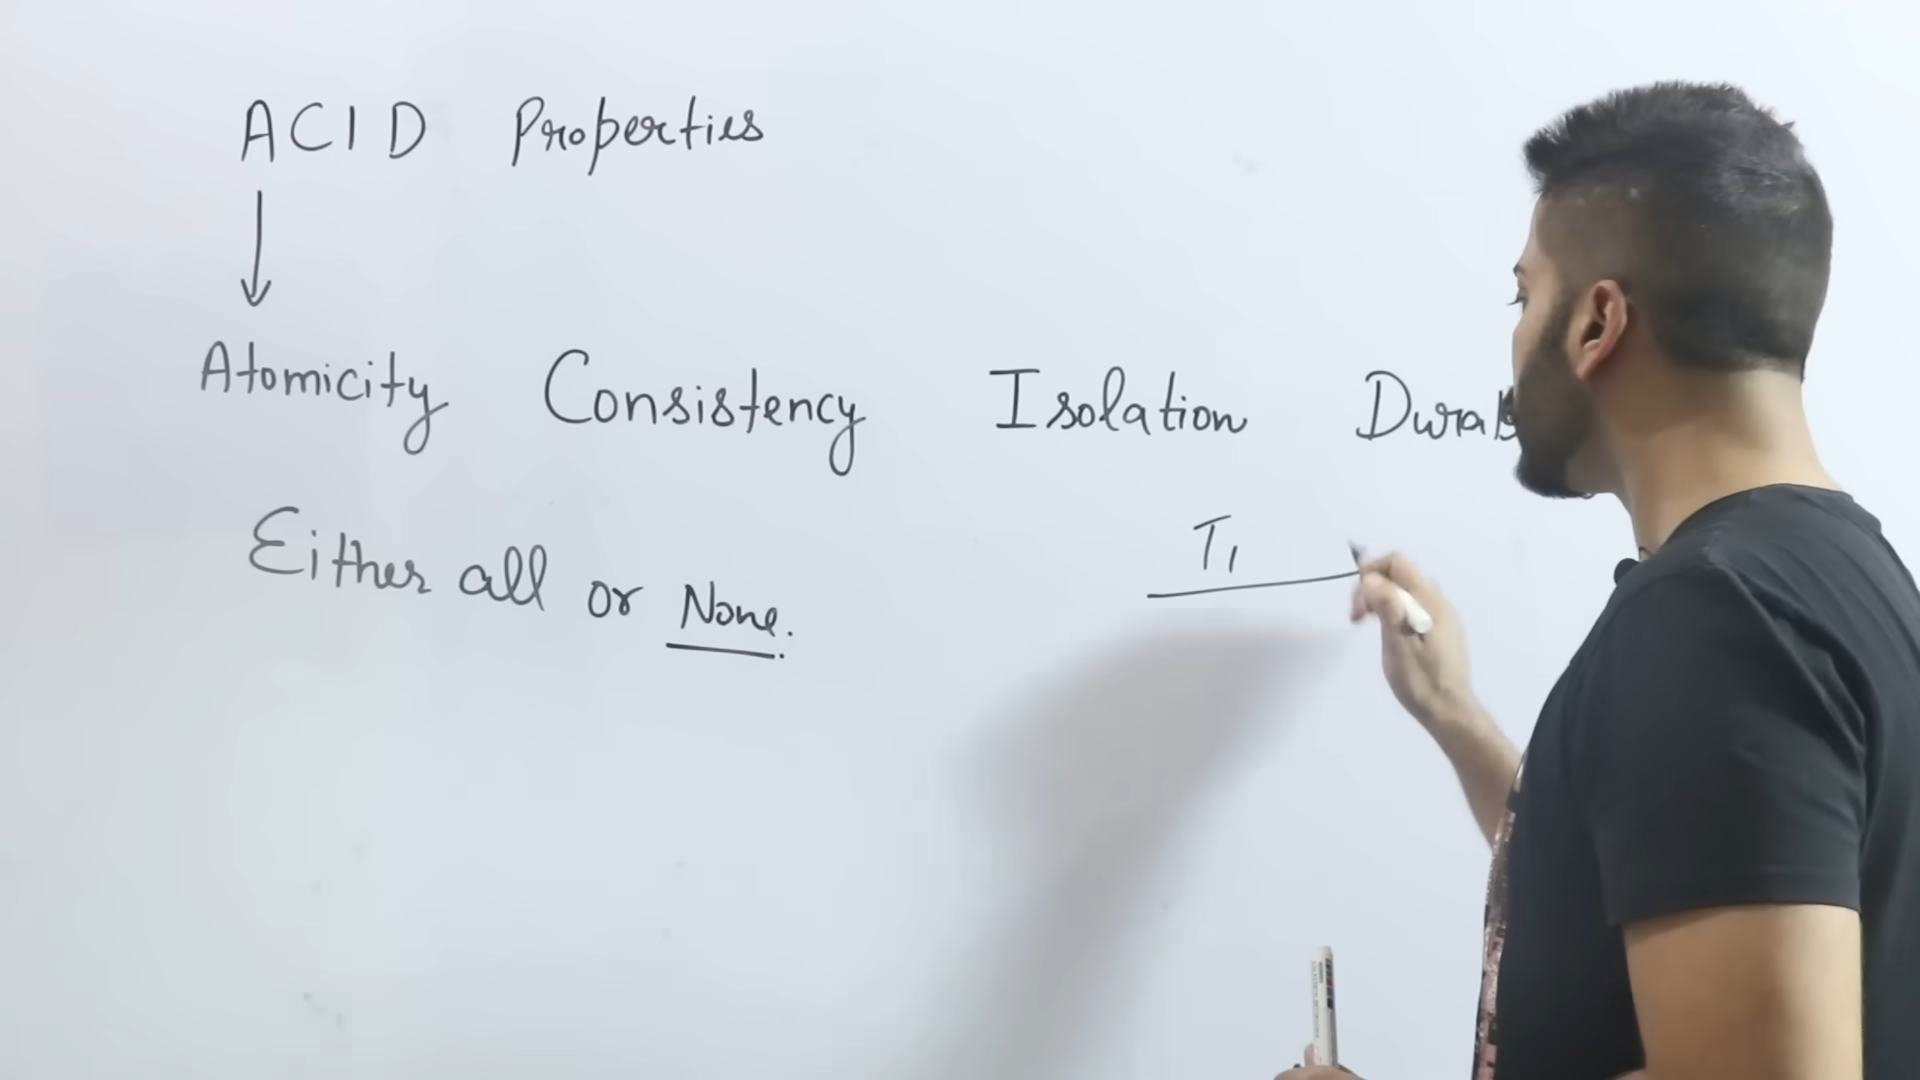 ACID Properties
Atomicity Consistency Isolation
Either all or None.
T1